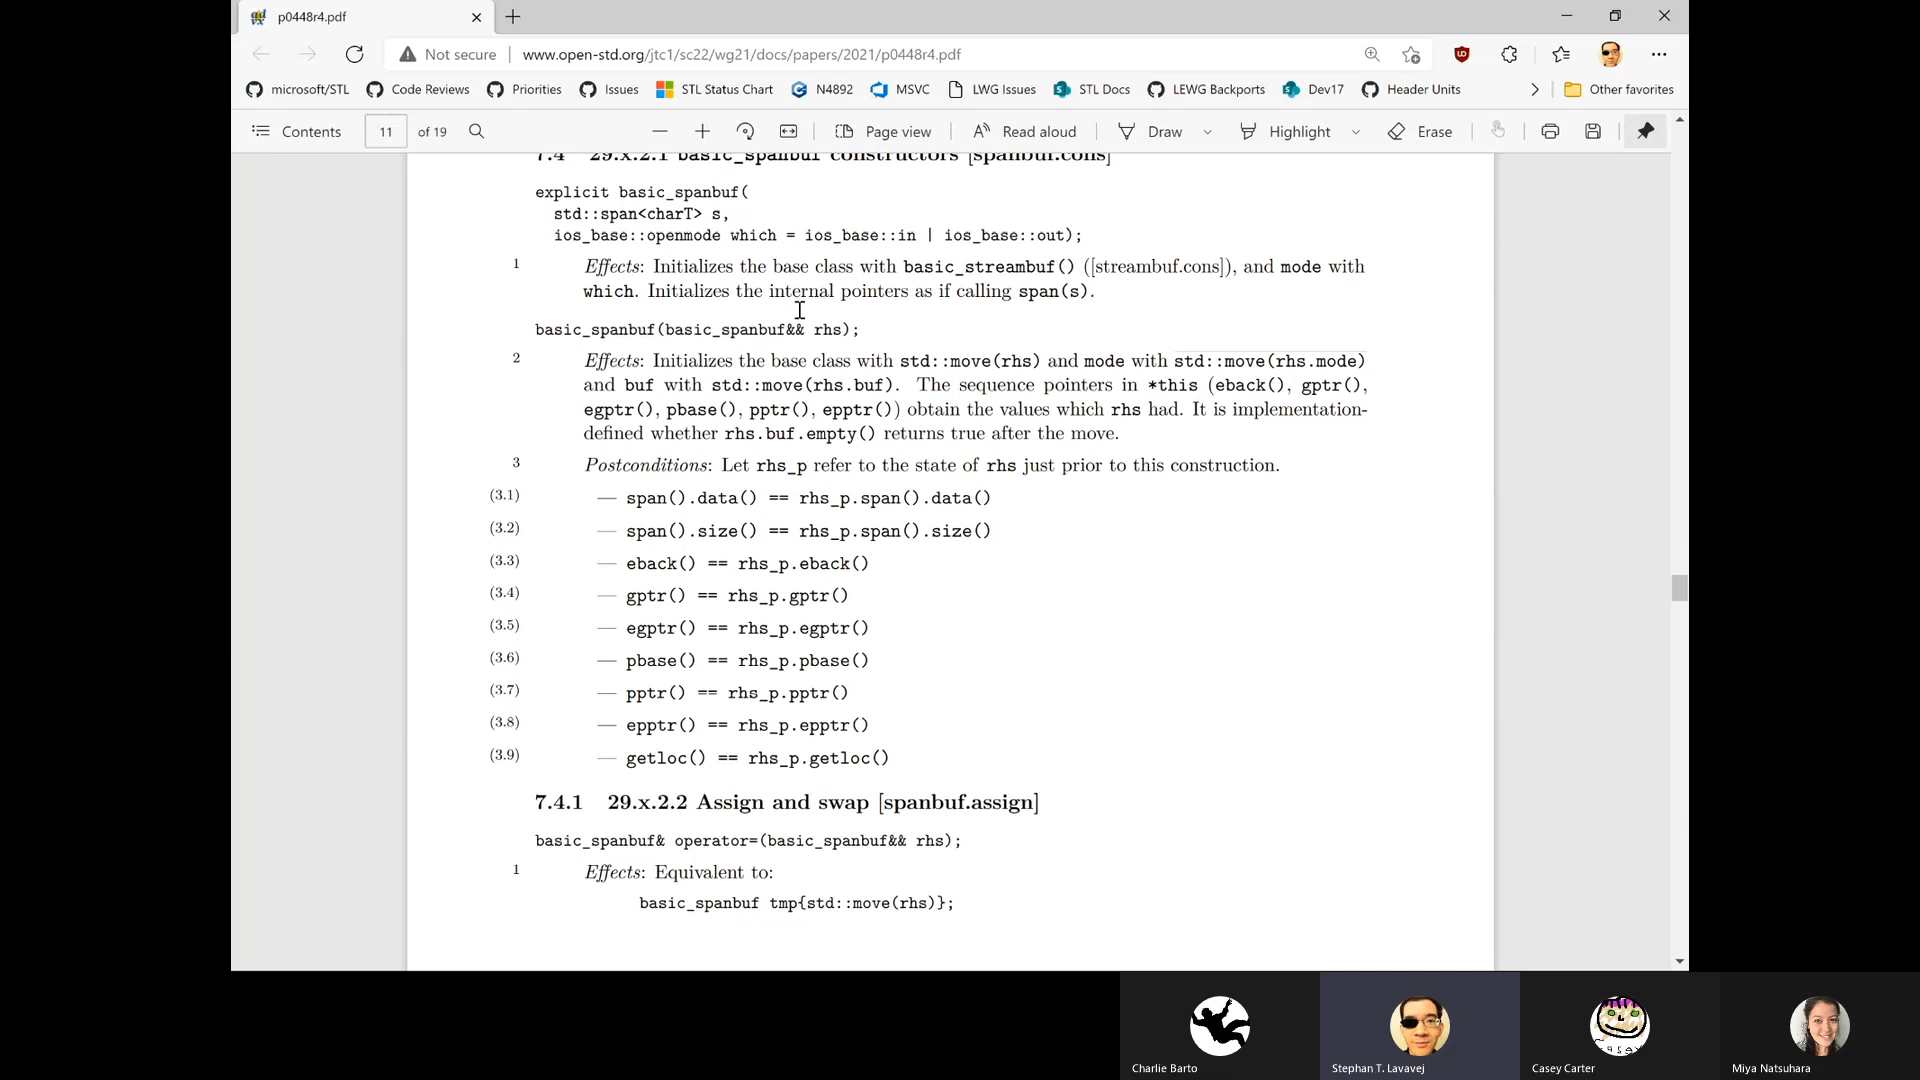 p0448r4.pdf
Not secure www.open-std.org/jtc1/sc22/wg21/docs/papers/2021/p0448r4.pdf
microsoft/STL Code Reviews Priorities Issues STL Status Chart N4892 MSVC LWG Issues STL Docs LEWG Backports Dev17 Header Units Other favorites
Contents 11 of 19 Page view Read aloud Draw Highlight Erase
7.4 29.x.2.1 basic_spanbuf constructors [spanbuf.cons]
explicit basic_spanbuf(
std::span<charT> s,
ios_base::openmode which = ios_base::in | ios_base::out);
1 Effects: Initializes the base class with basic_streambuf() ([streambuf.cons]), and mode with
which. Initializes the internal pointers as if calling span(s).
basic_spanbuf(basic_spanbuf&& rhs);
2 Effects: Initializes the base class with std::move(rhs) and mode with std::move(rhs.mode)
and buf with std::move(rhs.buf). The sequence pointers in *this (eback(), gptr(),
egptr(), pbase(), pptr(), epptr()) obtain the values which rhs had. It is implementation-
defined whether rhs.buf.empty() returns true after the move.
3 Postconditions: Let rhs_p refer to the state of rhs just prior to this construction.
(3.1) — span().data() == rhs_p.span().data()
(3.2) — span().size() == rhs_p.span().size()
(3.3) — eback() == rhs_p.eback()
(3.4) — gptr() == rhs_p.gptr()
(3.5) — egptr() == rhs_p.egptr()
(3.6) — pbase() == rhs_p.pbase()
(3.7) — pptr() == rhs_p.pptr()
(3.8) — epptr() == rhs_p.epptr()
(3.9) — getloc() == rhs_p.getloc()
7.4.1 29.x.2.2 Assign and swap [spanbuf.assign]
basic_spanbuf& operator=(basic_spanbuf&& rhs);
1 Effects: Equivalent to:
basic_spanbuf tmp{std::move(rhs)};
Charlie Barto Stephan T. Lavavej Casey Carter Miya Natsuhara